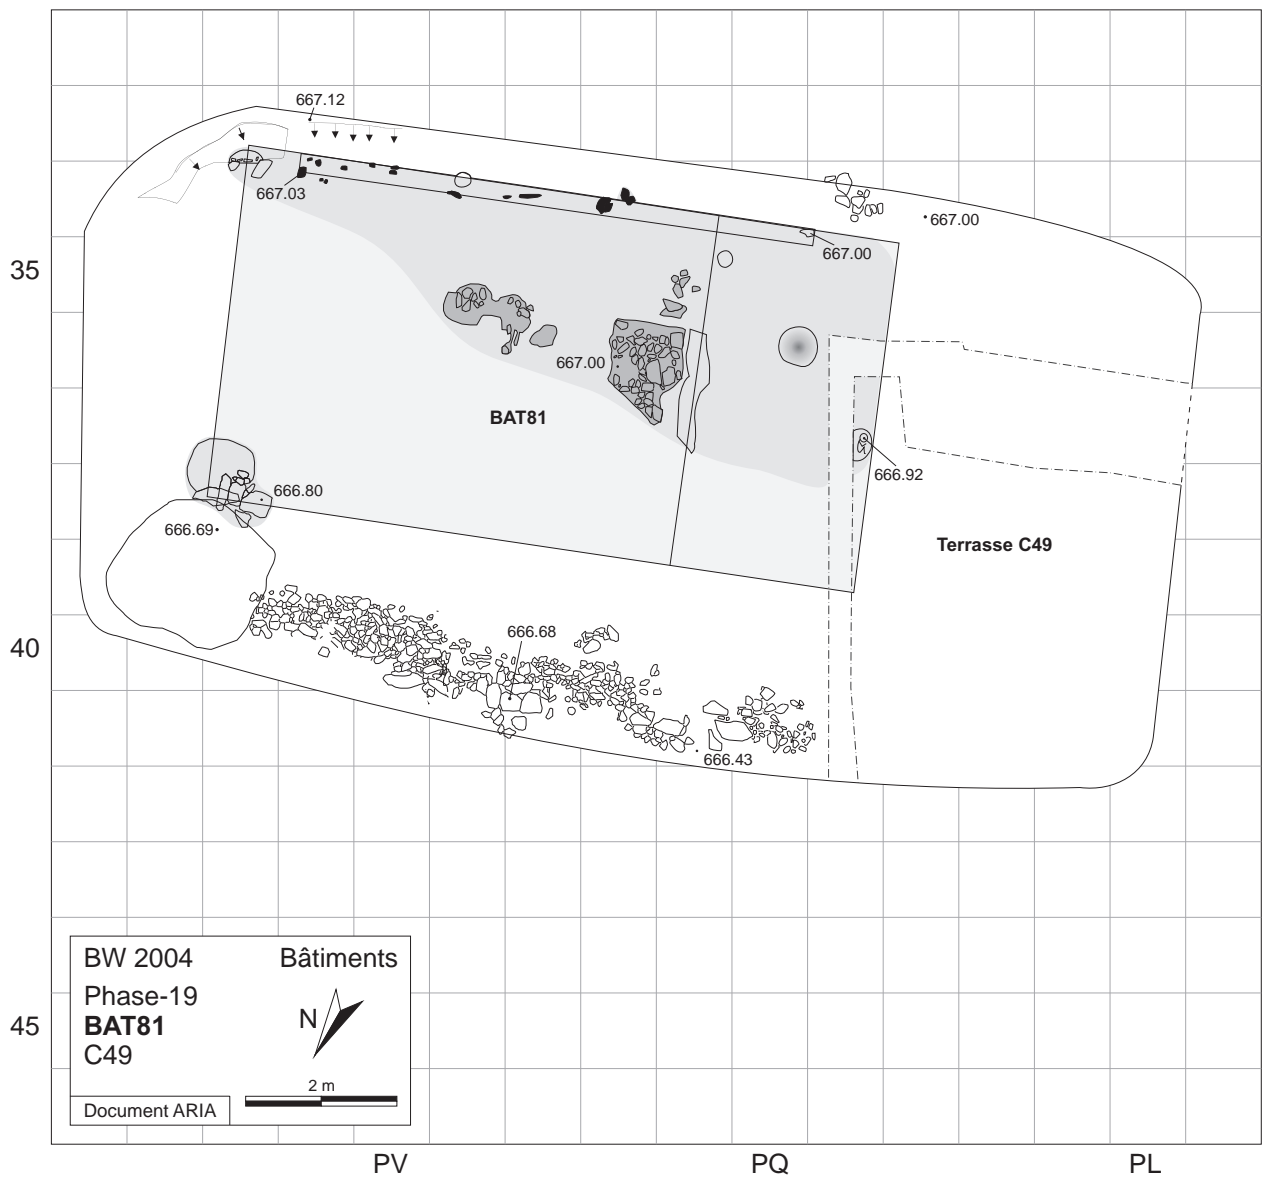 667.12
667.03
667.00
667.00
35
667.00
BAT81
666.92
666.80
666.69
Terrasse C49
40
666.68
666.43
BW 2004 Bâtiments
Phase-19
BAT81
C49
N
45
2 m
Document ARIA
PV PQ PL